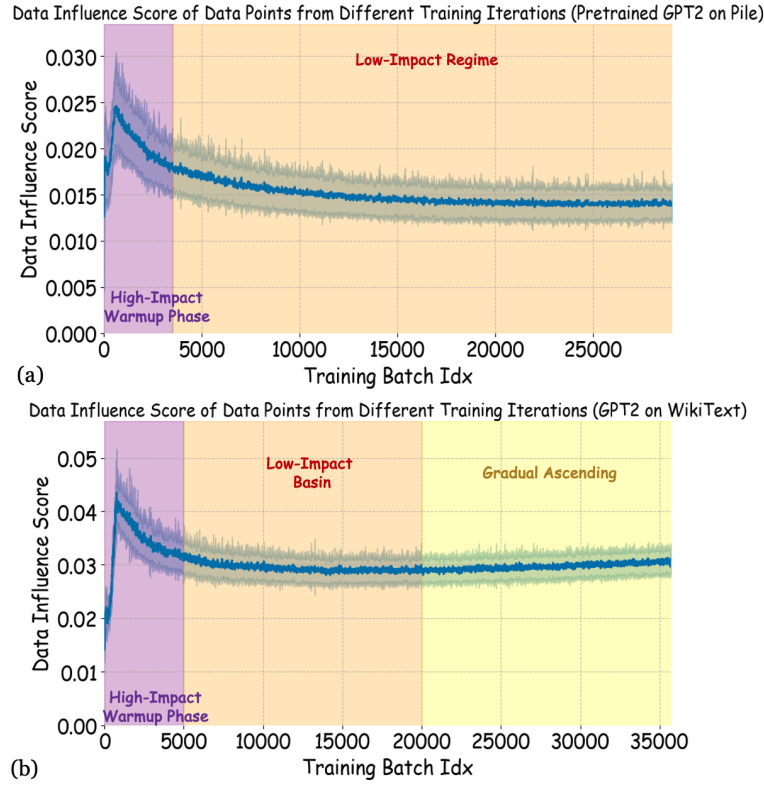 Data Influence Score of Data Points from Different Training Iterations (Pretrained GPT2 on Pile)
Data Influence Score
0.030
0.025
0.020
0.015
0.010
0.005
0.000
Low-Impact Regime
High-Impact
Warmup Phase
0
5000
10000
15000
20000
25000
Training Batch Idx
(a)
Data Influence Score of Data Points from Different Training Iterations (GPT2 on WikiText)
Data Influence Score
0.05
0.04
0.03
0.02
0.01
0.00
Low-Impact
Basin
Gradual Ascending
High-Impact
Warmup Phase
0
5000
10000
15000
20000
25000
30000
35000
Training Batch Idx
(b)